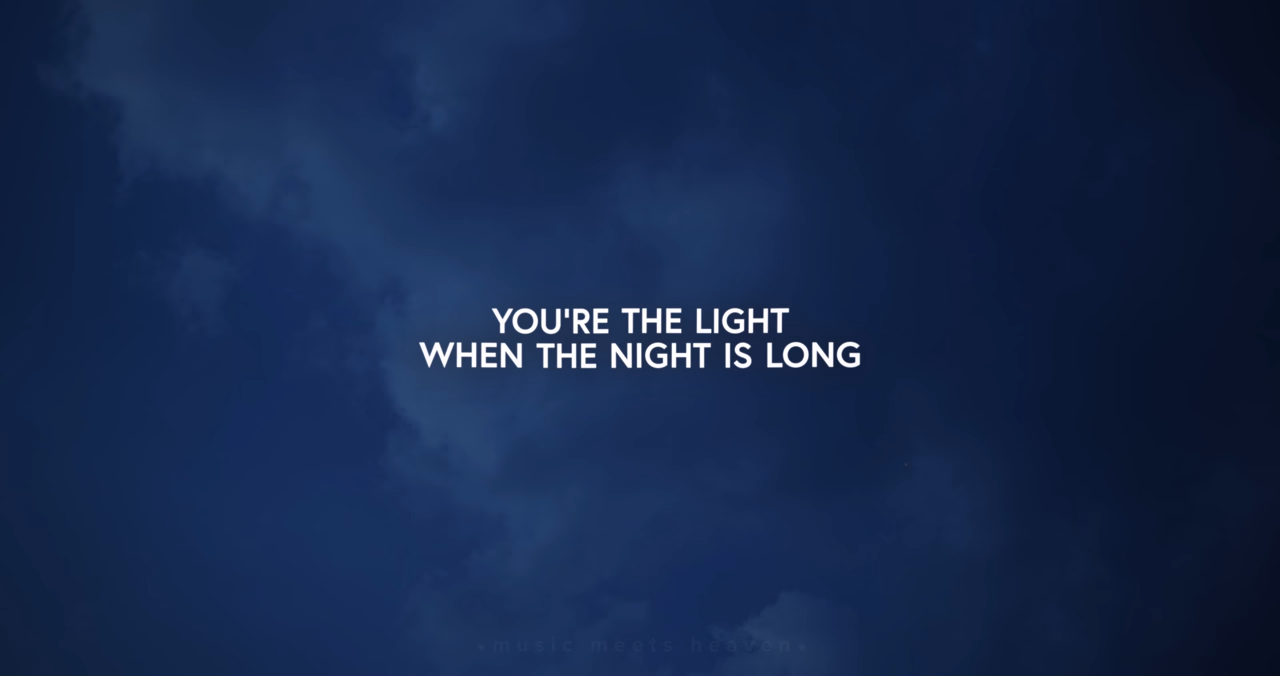 YOU'RE THE LIGHT
WHEN THE NIGHT IS LONG
•music meets heaven•